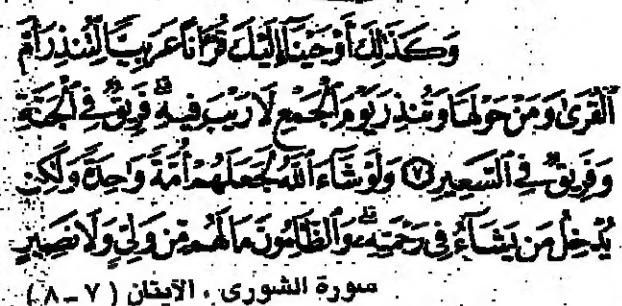 وَكَذَٰلِكَ أَوْحَيْنَآ إِلَيْكَ قُرْءَانًا عَرَبِيًّا لِّتُنذِرَ أُمَّ
ٱلْقُرَىٰ وَمَنْ حَوْلَهَا وَتُنذِرَ يَوْمَ ٱلْجَمْعِ لَا رَيْبَ فِيهِ ۚ فَرِيقٌ فِى ٱلْجَنَّةِ
وَفَرِيقٌ فِى ٱلسَّعِيرِ ۝٧ وَلَوْ شَآءَ ٱللَّهُ لَجَعَلَهُمْ أُمَّةً وَٰحِدَةً وَلَٰكِن
يُدْخِلُ مَن يَشَآءُ فِى رَحْمَتِهِۦ ۚ وَٱلظَّٰلِمُونَ مَا لَهُم مِّن وَلِىٍّ وَلَا نَصِيرٍ
سورة الشورى ، الآيتان ( ٧ - ٨ )